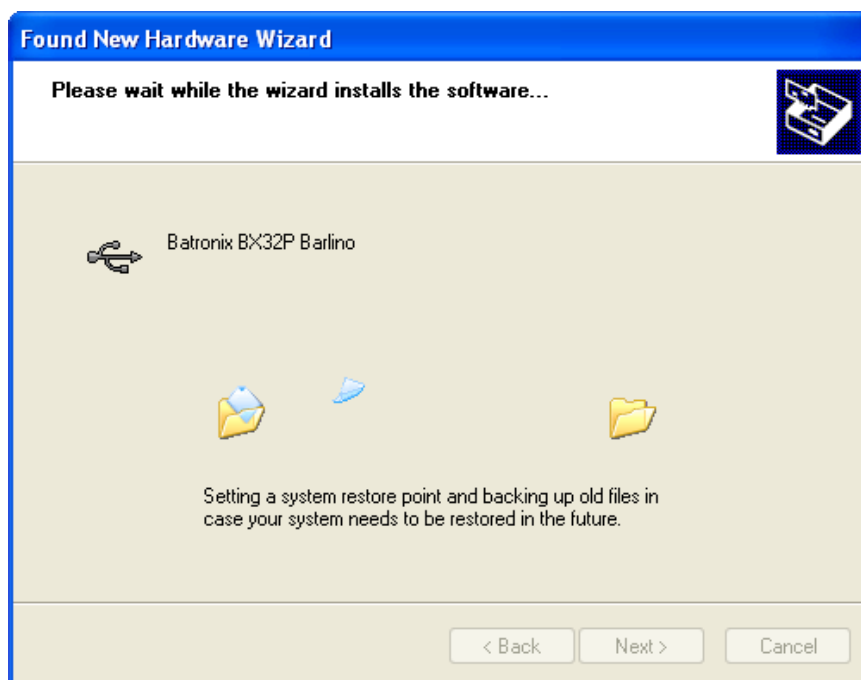 Found New Hardware Wizard
Please wait while the wizard installs the software...
Batronix BX32P Barlino
Setting a system restore point and backing up old files in
case your system needs to be restored in the future.
< Back
Next >
Cancel